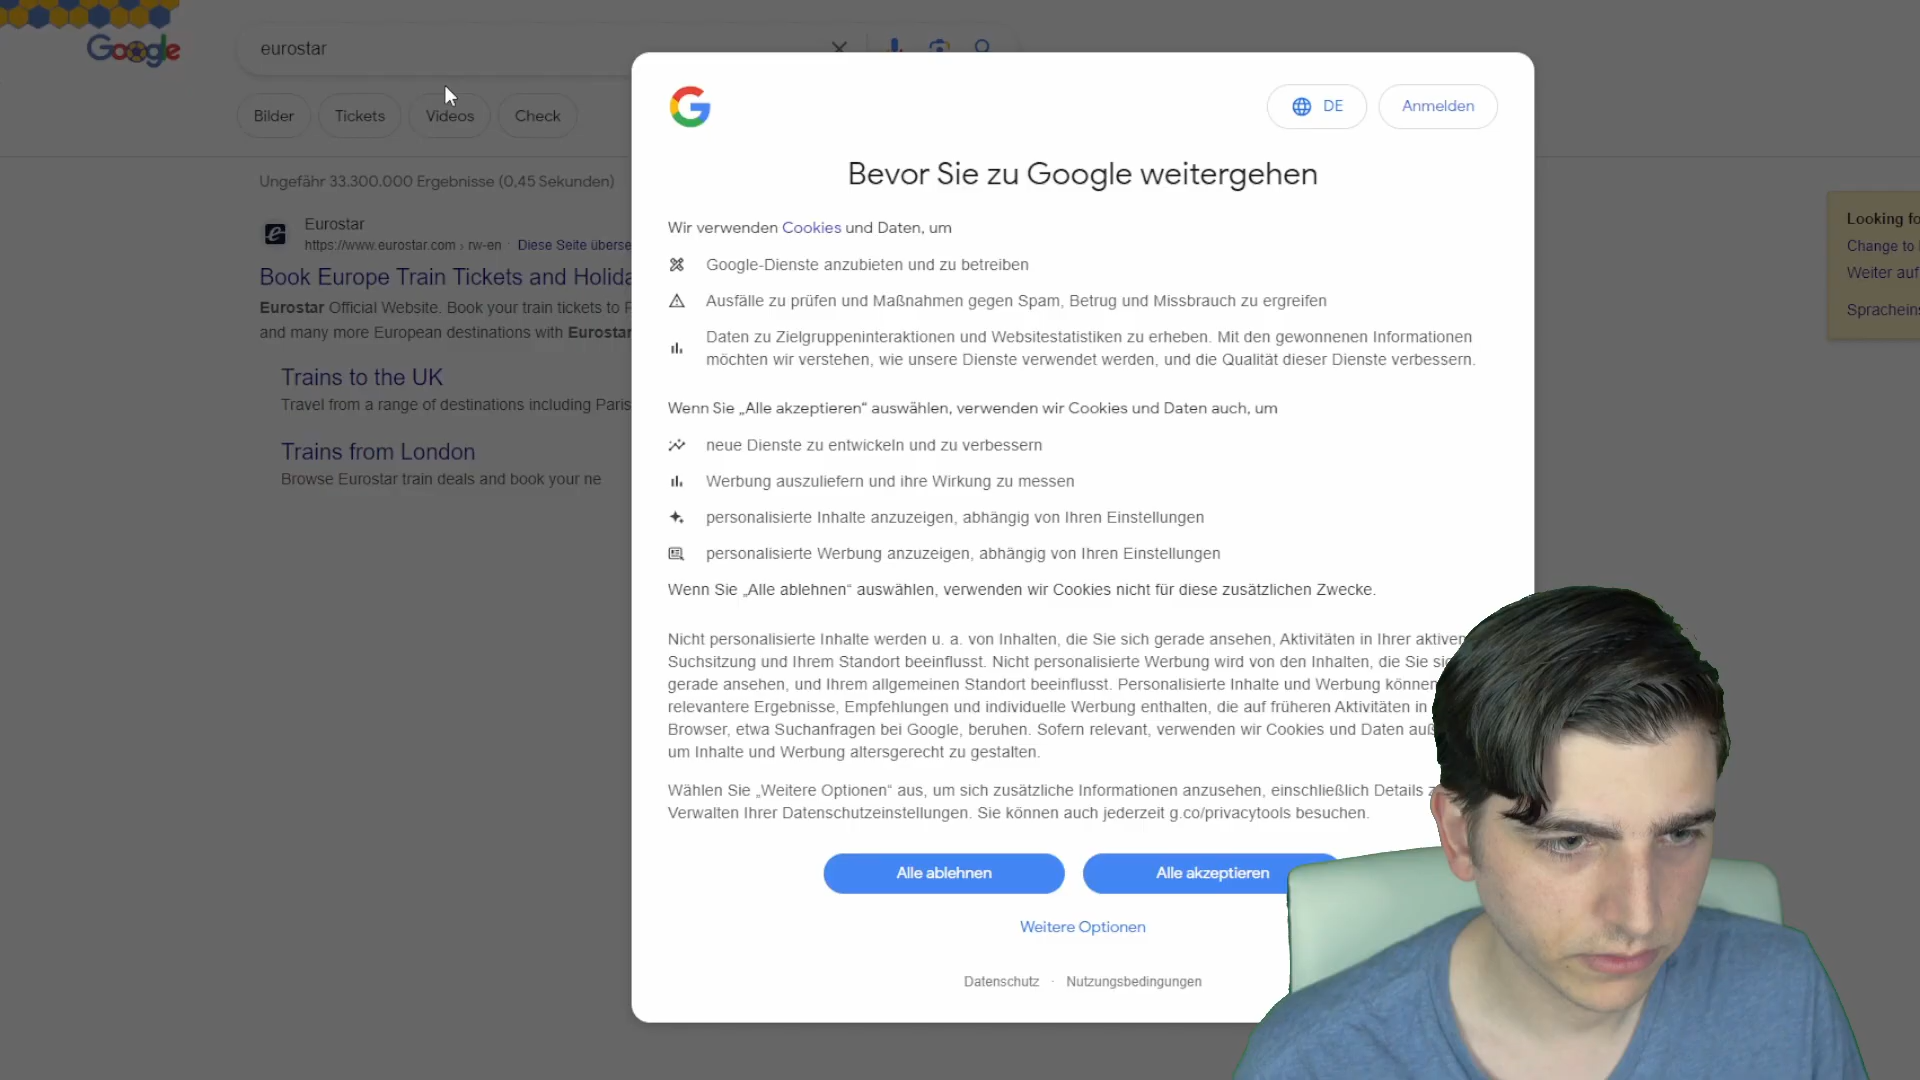 Google
eurostar
Bilder
Tickets
Videos
Check
Ungefähr 33.300.000 Ergebnisse (0,45 Sekunden)
Eurostar
https://www.eurostar.com › rw-en · Diese Seite überse
Book Europe Train Tickets and Holida
Eurostar Official Website. Book your train tickets to
and many more European destinations with Eurostar
Trains to the UK
Travel from a range of destinations including Paris
Trains from London
Browse Eurostar train deals and book your ne
DE
Anmelden
Bevor Sie zu Google weitergehen
Wir verwenden Cookies und Daten, um
Google-Dienste anzubieten und zu betreiben
Ausfälle zu prüfen und Maßnahmen gegen Spam, Betrug und Missbrauch zu ergreifen
Daten zu Zielgruppeninteraktionen und Websitestatistiken zu erheben. Mit den gewonnenen Informationen
möchten wir verstehen, wie unsere Dienste verwendet werden, und die Qualität dieser Dienste verbessern.
Wenn Sie „Alle akzeptieren“ auswählen, verwenden wir Cookies und Daten auch, um
neue Dienste zu entwickeln und zu verbessern
Werbung auszuliefern und ihre Wirkung zu messen
personalisierte Inhalte anzuzeigen, abhängig von Ihren Einstellungen
personalisierte Werbung anzuzeigen, abhängig von Ihren Einstellungen
Wenn Sie „Alle ablehnen“ auswählen, verwenden wir Cookies nicht für diese zusätzlichen Zwecke.
Nicht personalisierte Inhalte werden u. a. von Inhalten, die Sie sich gerade ansehen, Aktivitäten in Ihrer aktiven
Suchsitzung und Ihrem Standort beeinflusst. Nicht personalisierte Werbung wird von den Inhalten, die Sie
gerade ansehen, und Ihrem allgemeinen Standort beeinflusst. Personalisierte Inhalte und Werbung können
relevantere Ergebnisse, Empfehlungen und individuelle Werbung enthalten, die auf früheren Aktivitäten in
Browser, etwa Suchanfragen bei Google, beruhen. Sofern relevant, verwenden wir Cookies und Daten
um Inhalte und Werbung altersgerecht zu gestalten.
Wählen Sie „Weitere Optionen“ aus, um sich zusätzliche Informationen anzusehen, einschließlich Details
Verwalten Ihrer Datenschutzeinstellungen. Sie können auch jederzeit g.co/privacytools besuchen.
Alle ablehnen
Alle akzeptieren
Weitere Optionen
Datenschutz · Nutzungsbedingungen
Looking fo
Change to
Weiter auf
Spracheins